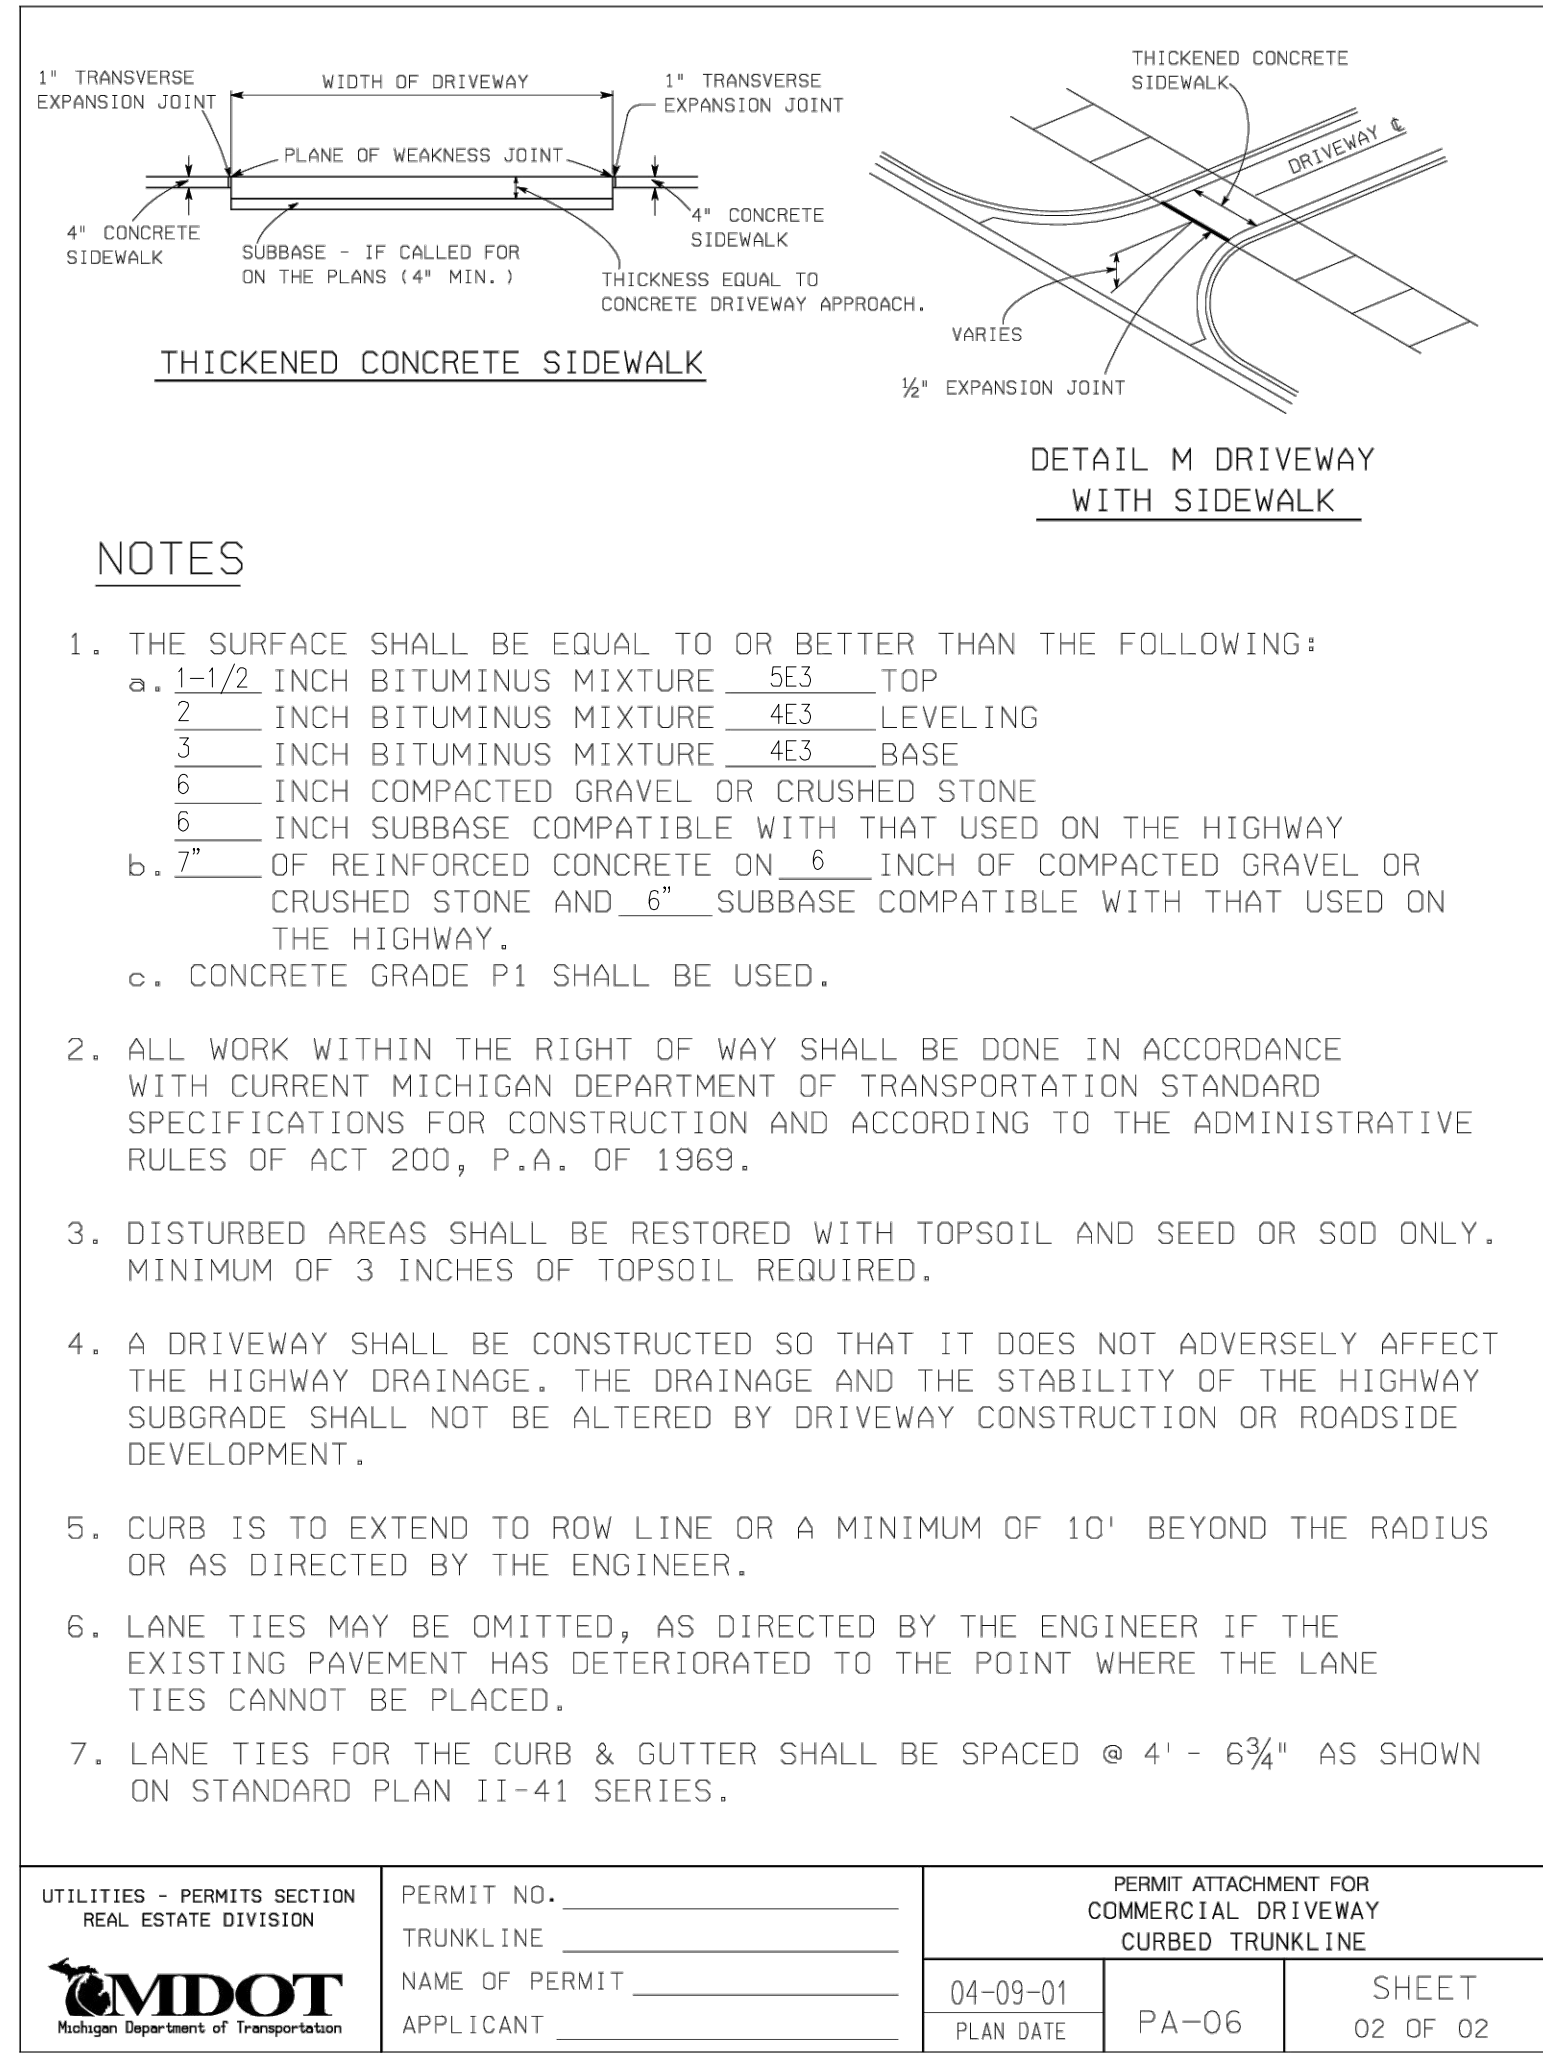 1" TRANSVERSE
EXPANSION JOINT
WIDTH OF DRIVEWAY
1" TRANSVERSE
EXPANSION JOINT
PLANE OF WEAKNESS JOINT
4" CONCRETE
SIDEWALK
SUBBASE - IF CALLED FOR
ON THE PLANS (4" MIN.)
4" CONCRETE
SIDEWALK
THICKNESS EQUAL TO
CONCRETE DRIVEWAY APPROACH.
THICKENED CONCRETE SIDEWALK
THICKENED CONCRETE
SIDEWALK
DRIVEWAY ℄
VARIES
½" EXPANSION JOINT
DETAIL M DRIVEWAY
WITH SIDEWALK
NOTES
1. THE SURFACE SHALL BE EQUAL TO OR BETTER THAN THE FOLLOWING:
a. 1-1/2 INCH BITUMINUS MIXTURE 5E3 TOP
2 INCH BITUMINUS MIXTURE 4E3 LEVELING
3 INCH BITUMINUS MIXTURE 4E3 BASE
6 INCH COMPACTED GRAVEL OR CRUSHED STONE
6 INCH SUBBASE COMPATIBLE WITH THAT USED ON THE HIGHWAY
b. 7" OF REINFORCED CONCRETE ON 6 INCH OF COMPACTED GRAVEL OR
CRUSHED STONE AND 6" SUBBASE COMPATIBLE WITH THAT USED ON
THE HIGHWAY.
c. CONCRETE GRADE P1 SHALL BE USED.
2. ALL WORK WITHIN THE RIGHT OF WAY SHALL BE DONE IN ACCORDANCE
WITH CURRENT MICHIGAN DEPARTMENT OF TRANSPORTATION STANDARD
SPECIFICATIONS FOR CONSTRUCTION AND ACCORDING TO THE ADMINISTRATIVE
RULES OF ACT 200, P.A. OF 1969.
3. DISTURBED AREAS SHALL BE RESTORED WITH TOPSOIL AND SEED OR SOD ONLY.
MINIMUM OF 3 INCHES OF TOPSOIL REQUIRED.
4. A DRIVEWAY SHALL BE CONSTRUCTED SO THAT IT DOES NOT ADVERSELY AFFECT
THE HIGHWAY DRAINAGE. THE DRAINAGE AND THE STABILITY OF THE HIGHWAY
SUBGRADE SHALL NOT BE ALTERED BY DRIVEWAY CONSTRUCTION OR ROADSIDE
DEVELOPMENT.
5. CURB IS TO EXTEND TO ROW LINE OR A MINIMUM OF 10' BEYOND THE RADIUS
OR AS DIRECTED BY THE ENGINEER.
6. LANE TIES MAY BE OMITTED, AS DIRECTED BY THE ENGINEER IF THE
EXISTING PAVEMENT HAS DETERIORATED TO THE POINT WHERE THE LANE
TIES CANNOT BE PLACED.
7. LANE TIES FOR THE CURB & GUTTER SHALL BE SPACED @ 4' - 6¾" AS SHOWN
ON STANDARD PLAN II-41 SERIES.
UTILITIES - PERMITS SECTION
REAL ESTATE DIVISION
MDOT
Michigan Department of Transportation
PERMIT NO.
TRUNKLINE
NAME OF PERMIT
APPLICANT
PERMIT ATTACHMENT FOR
COMMERCIAL DRIVEWAY
CURBED TRUNKLINE
04-09-01
PLAN DATE
PA-06
SHEET
02 OF 02